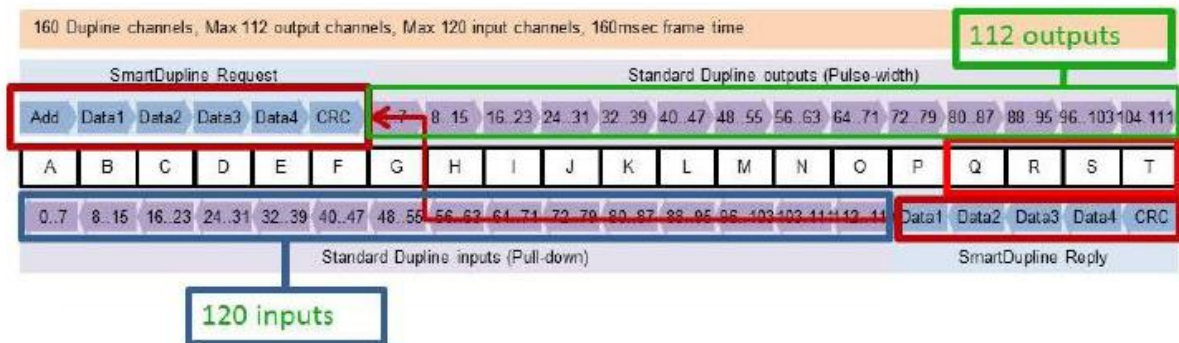 160 Dupline channels, Max 112 output channels, Max 120 input channels, 160msec frame time
112 outputs
SmartDupline Request Standard Dupline outputs (Pulse-width)
Add Data1 Data2 Data3 Data4 CRC 7 8..15 16..23 24..31 32..39 40..47 48..55 56..63 64..71 72..79 80..87 88..95 96..103 104.111
A B C D E F G H I J K L M N O P Q R S T
0..7 8..15 16..23 24..31 32..39 40..47 48..55 56..63 64..71 72..79 80..87 88..95 96..103 103.111 Data1 Data2 Data3 Data4 CRC
Standard Dupline inputs (Pull-down) SmartDupline Reply
120 inputs